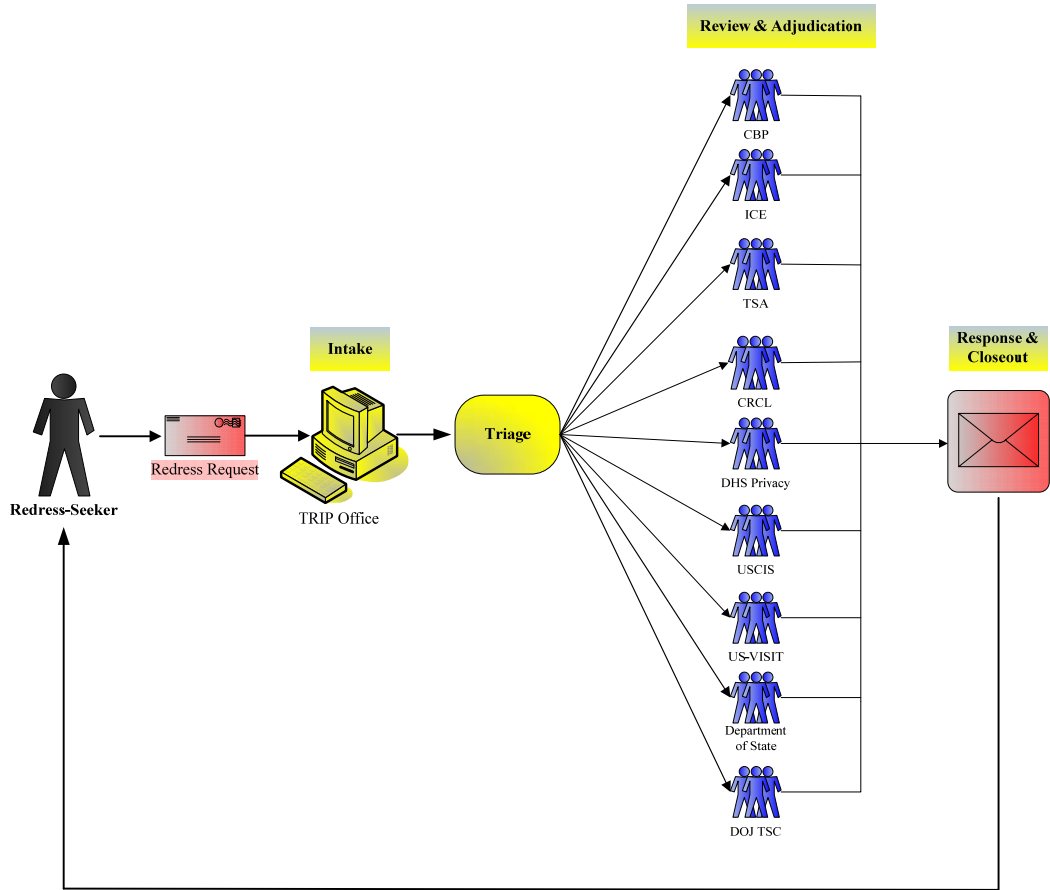 Review & Adjudication
CBP
ICE
TSA
Intake
Response &
Closeout
CRCL
Triage
Redress Request
DHS Privacy
Redress-Seeker
TRIP Office
USCIS
US-VISIT
Department
of State
DOJ TSC